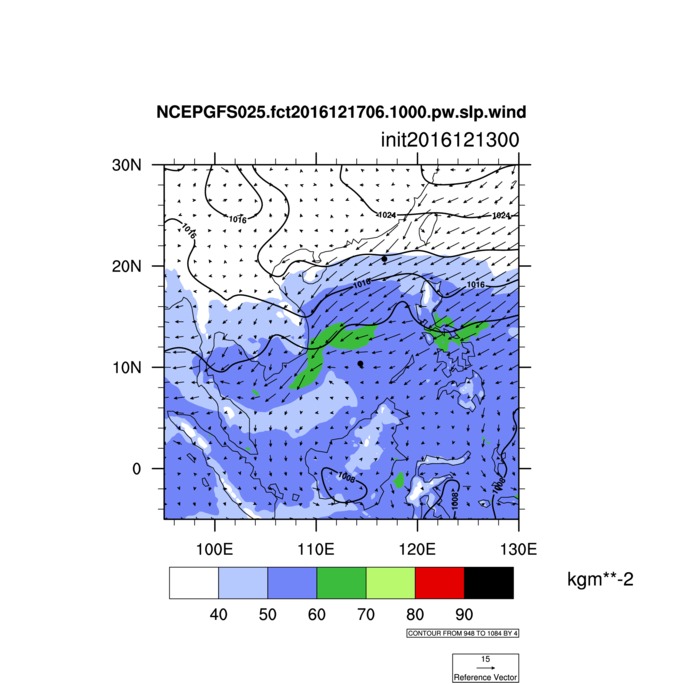 NCEPGFS025.fct2016121706.1000.pw.slp.wind
init2016121300
30N
20N
10N
0
1016
1016
1024
1024
1016
1016
1008
1008
1008
100E
110E
120E
130E
kgm**-2
40
50
60
70
80
90
CONTOUR FROM 948 TO 1084 BY 4
15
Reference Vector